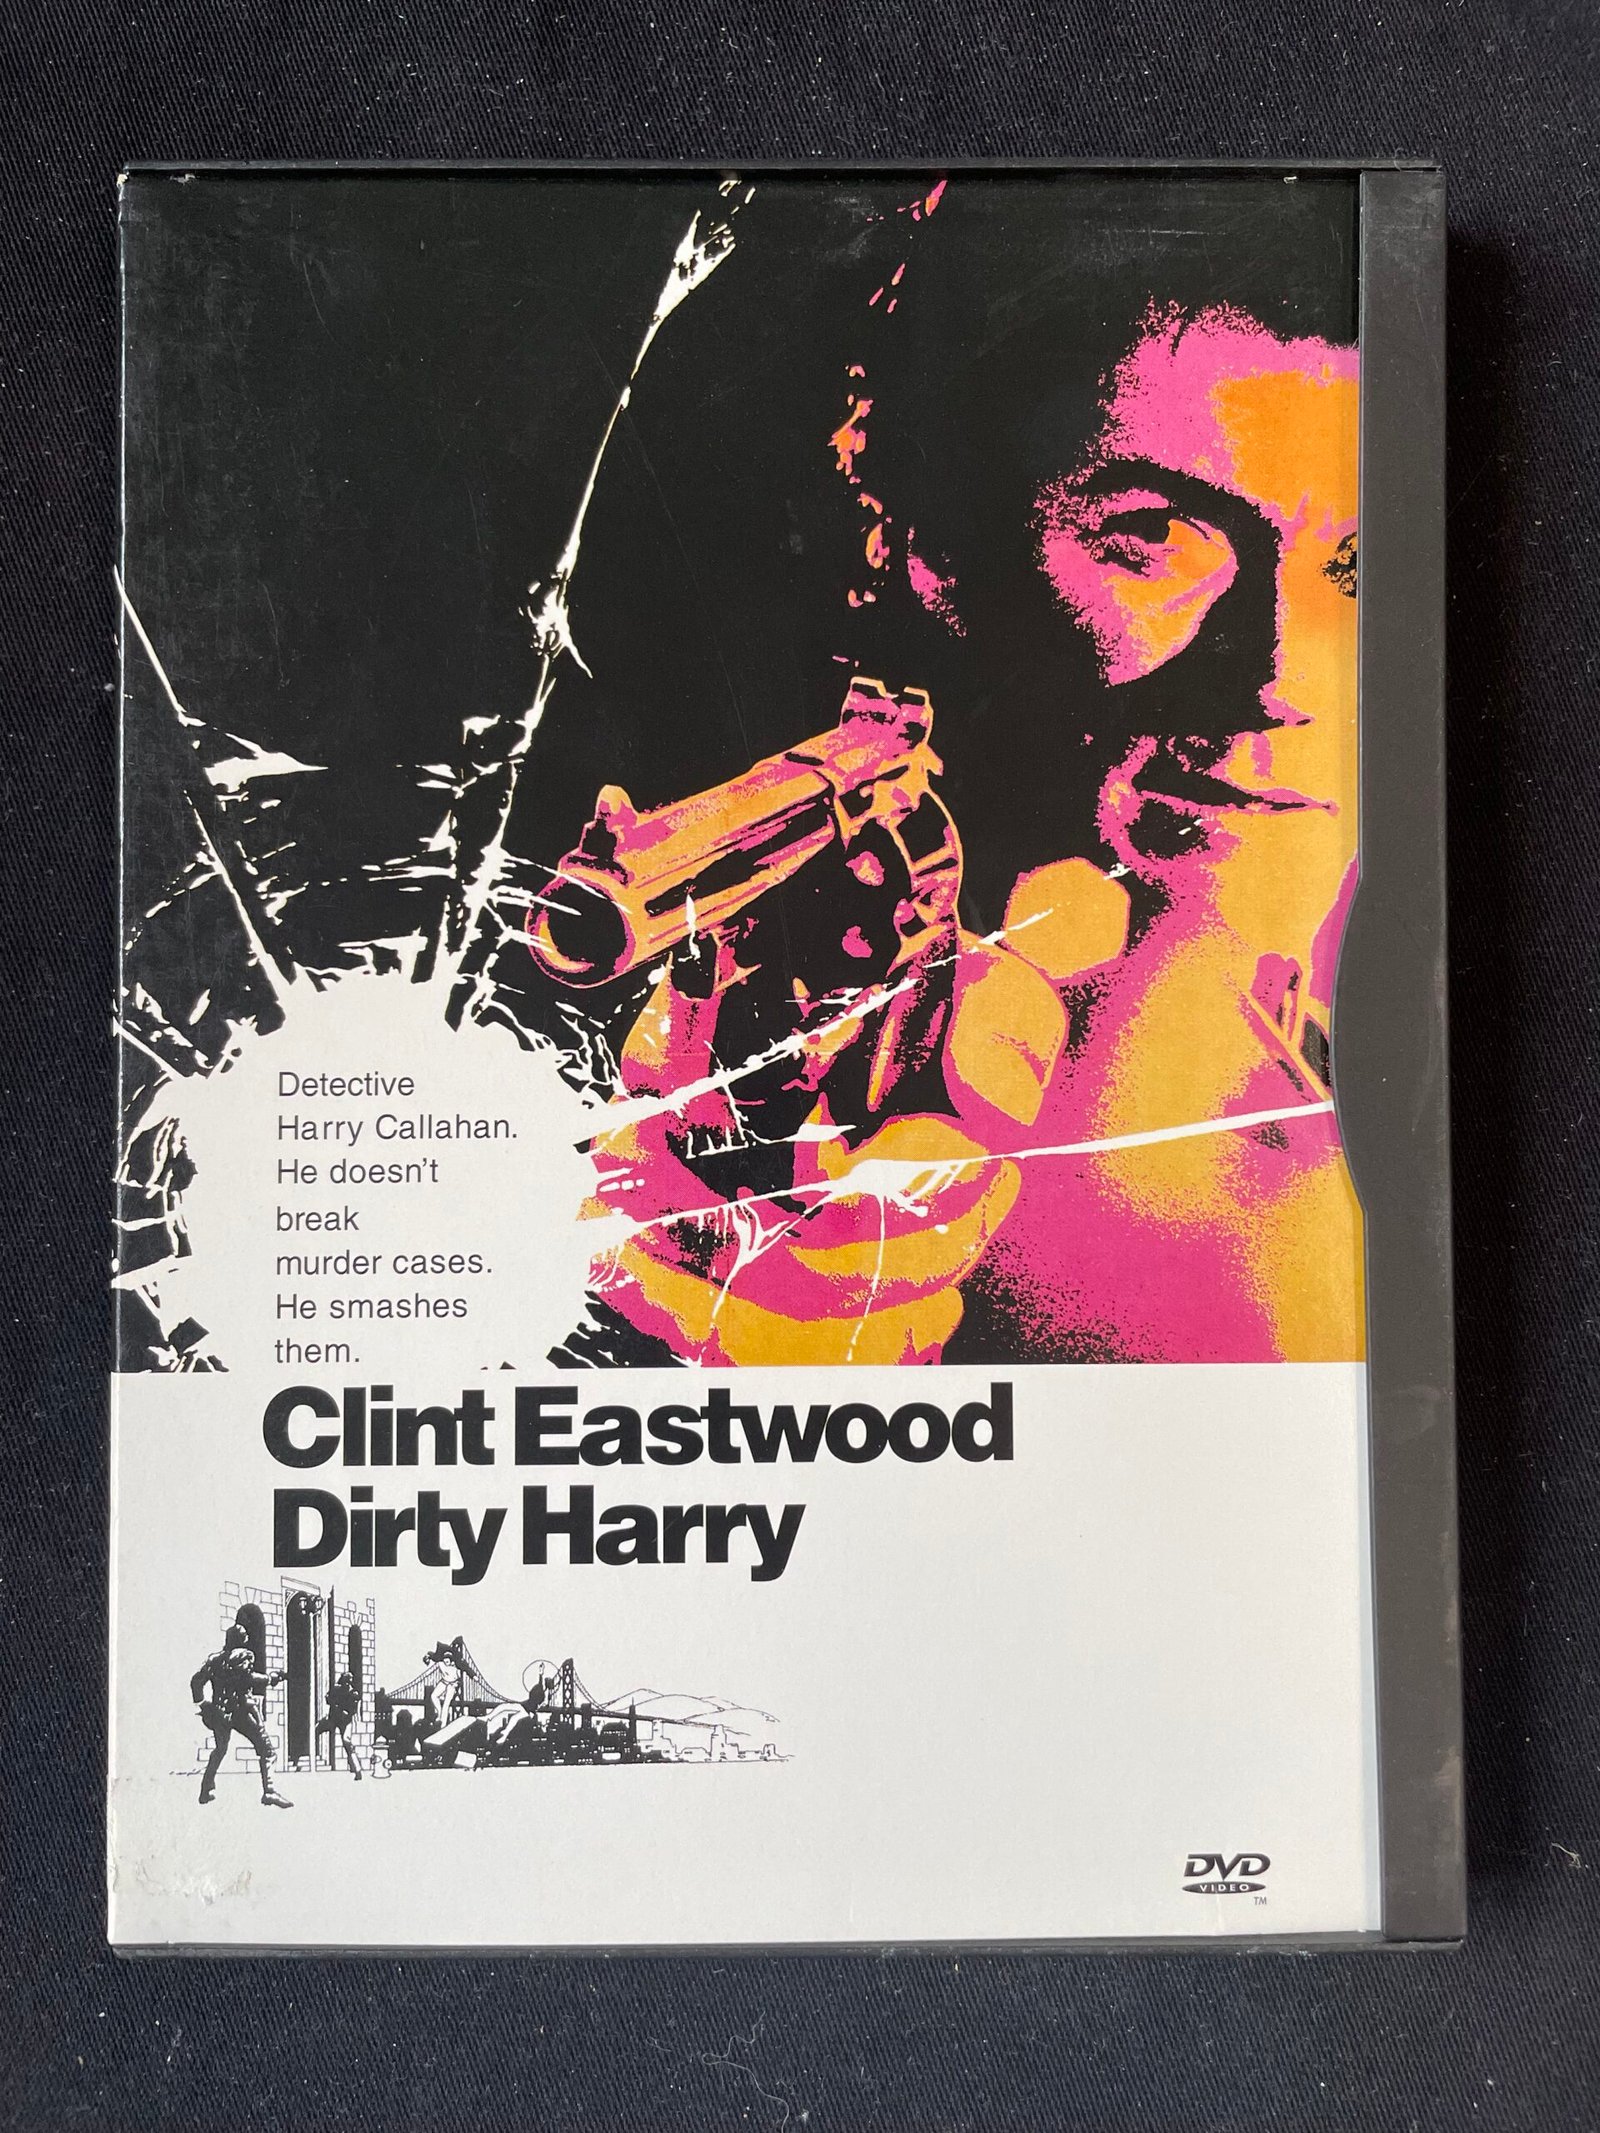 Detective
Harry Callahan.
He doesn't
break
murder cases.
He smashes
them.
Clint Eastwood
Dirty Harry
DVD
VIDEO
TM